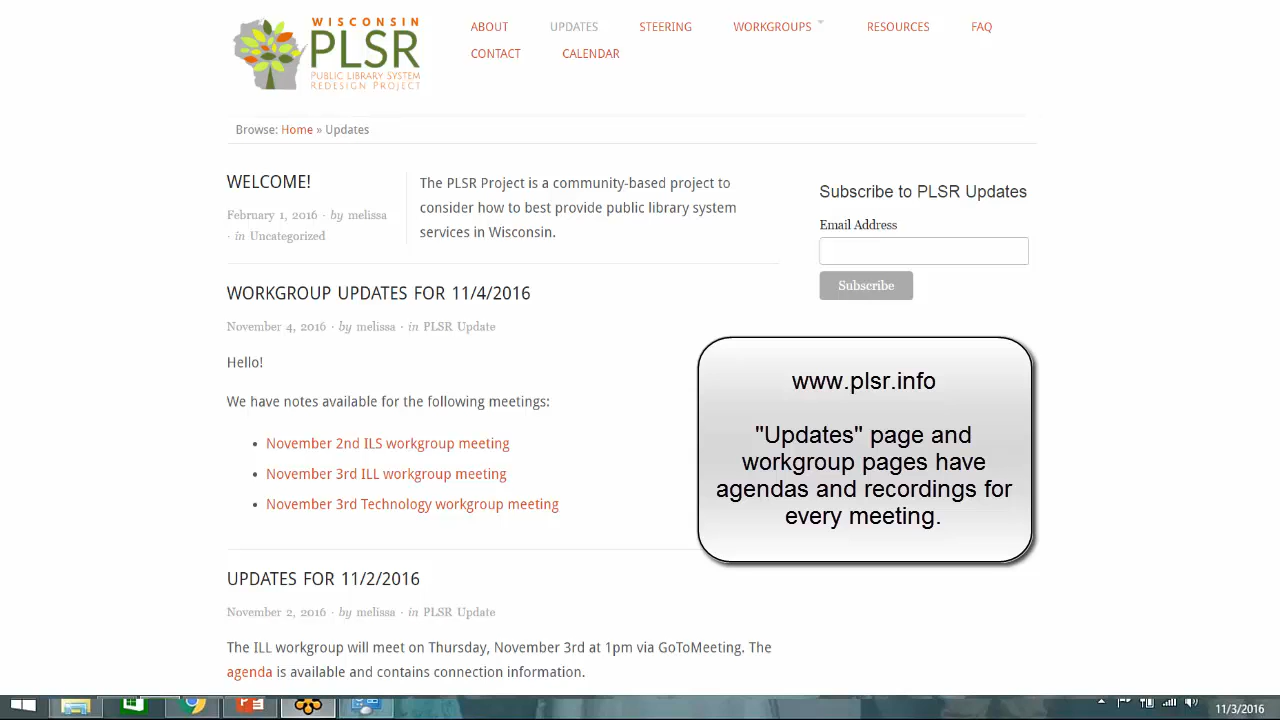 WISCONSIN
PLSR
PUBLIC LIBRARY SYSTEM
REDESIGN PROJECT
ABOUT UPDATES STEERING WORKGROUPS RESOURCES FAQ
CONTACT CALENDAR
Browse: Home » Updates
WELCOME!
February 1, 2016 · by melissa
· in Uncategorized
The PLSR Project is a community-based project to
consider how to best provide public library system
services in Wisconsin.
Subscribe to PLSR Updates
Email Address
Subscribe
WORKGROUP UPDATES FOR 11/4/2016
November 4, 2016 · by melissa · in PLSR Update
Hello!
We have notes available for the following meetings:
• November 2nd ILS workgroup meeting
• November 3rd ILL workgroup meeting
• November 3rd Technology workgroup meeting
www.plsr.info
"Updates" page and
workgroup pages have
agendas and recordings for
every meeting.
UPDATES FOR 11/2/2016
November 2, 2016 · by melissa · in PLSR Update
The ILL workgroup will meet on Thursday, November 3rd at 1pm via GoToMeeting. The
agenda is available and contains connection information.
11/3/2016